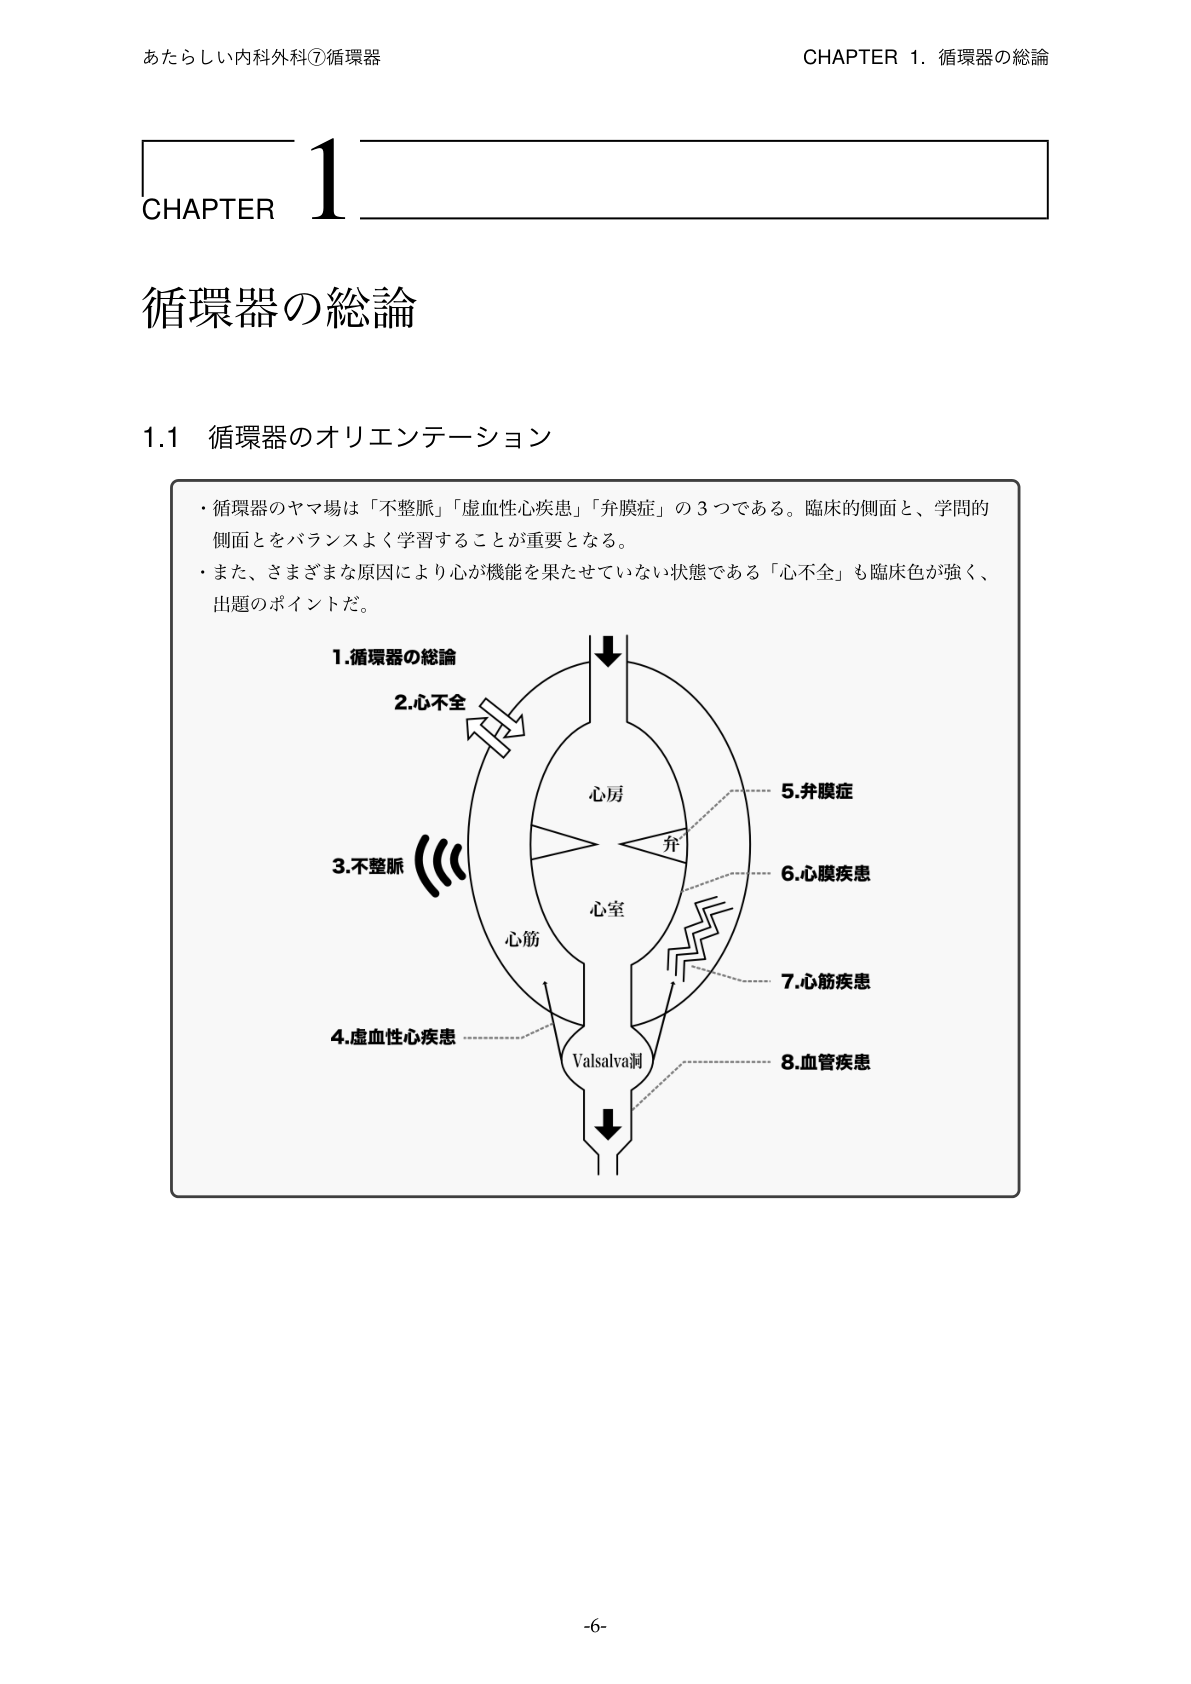 あたらしい内科外科⑦循環器
CHAPTER 1. 循環器の総論
CHAPTER 1
循環器の総論
1.1 循環器のオリエンテーション
・循環器のヤマ場は「不整脈」「虚血性心疾患」「弁膜症」の3つである。臨床的側面と、学問的
側面とをバランスよく学習することが重要となる。
・また、さまざまな原因により心が機能を果たせていない状態である「心不全」も臨床色が強く、
出題のポイントだ。
1.循環器の総論
2.心不全
心房
5.弁膜症
弁
3.不整脈
6.心膜疾患
心室
心筋
7.心筋疾患
4.虚血性心疾患
Valsalva洞
8.血管疾患
-6-